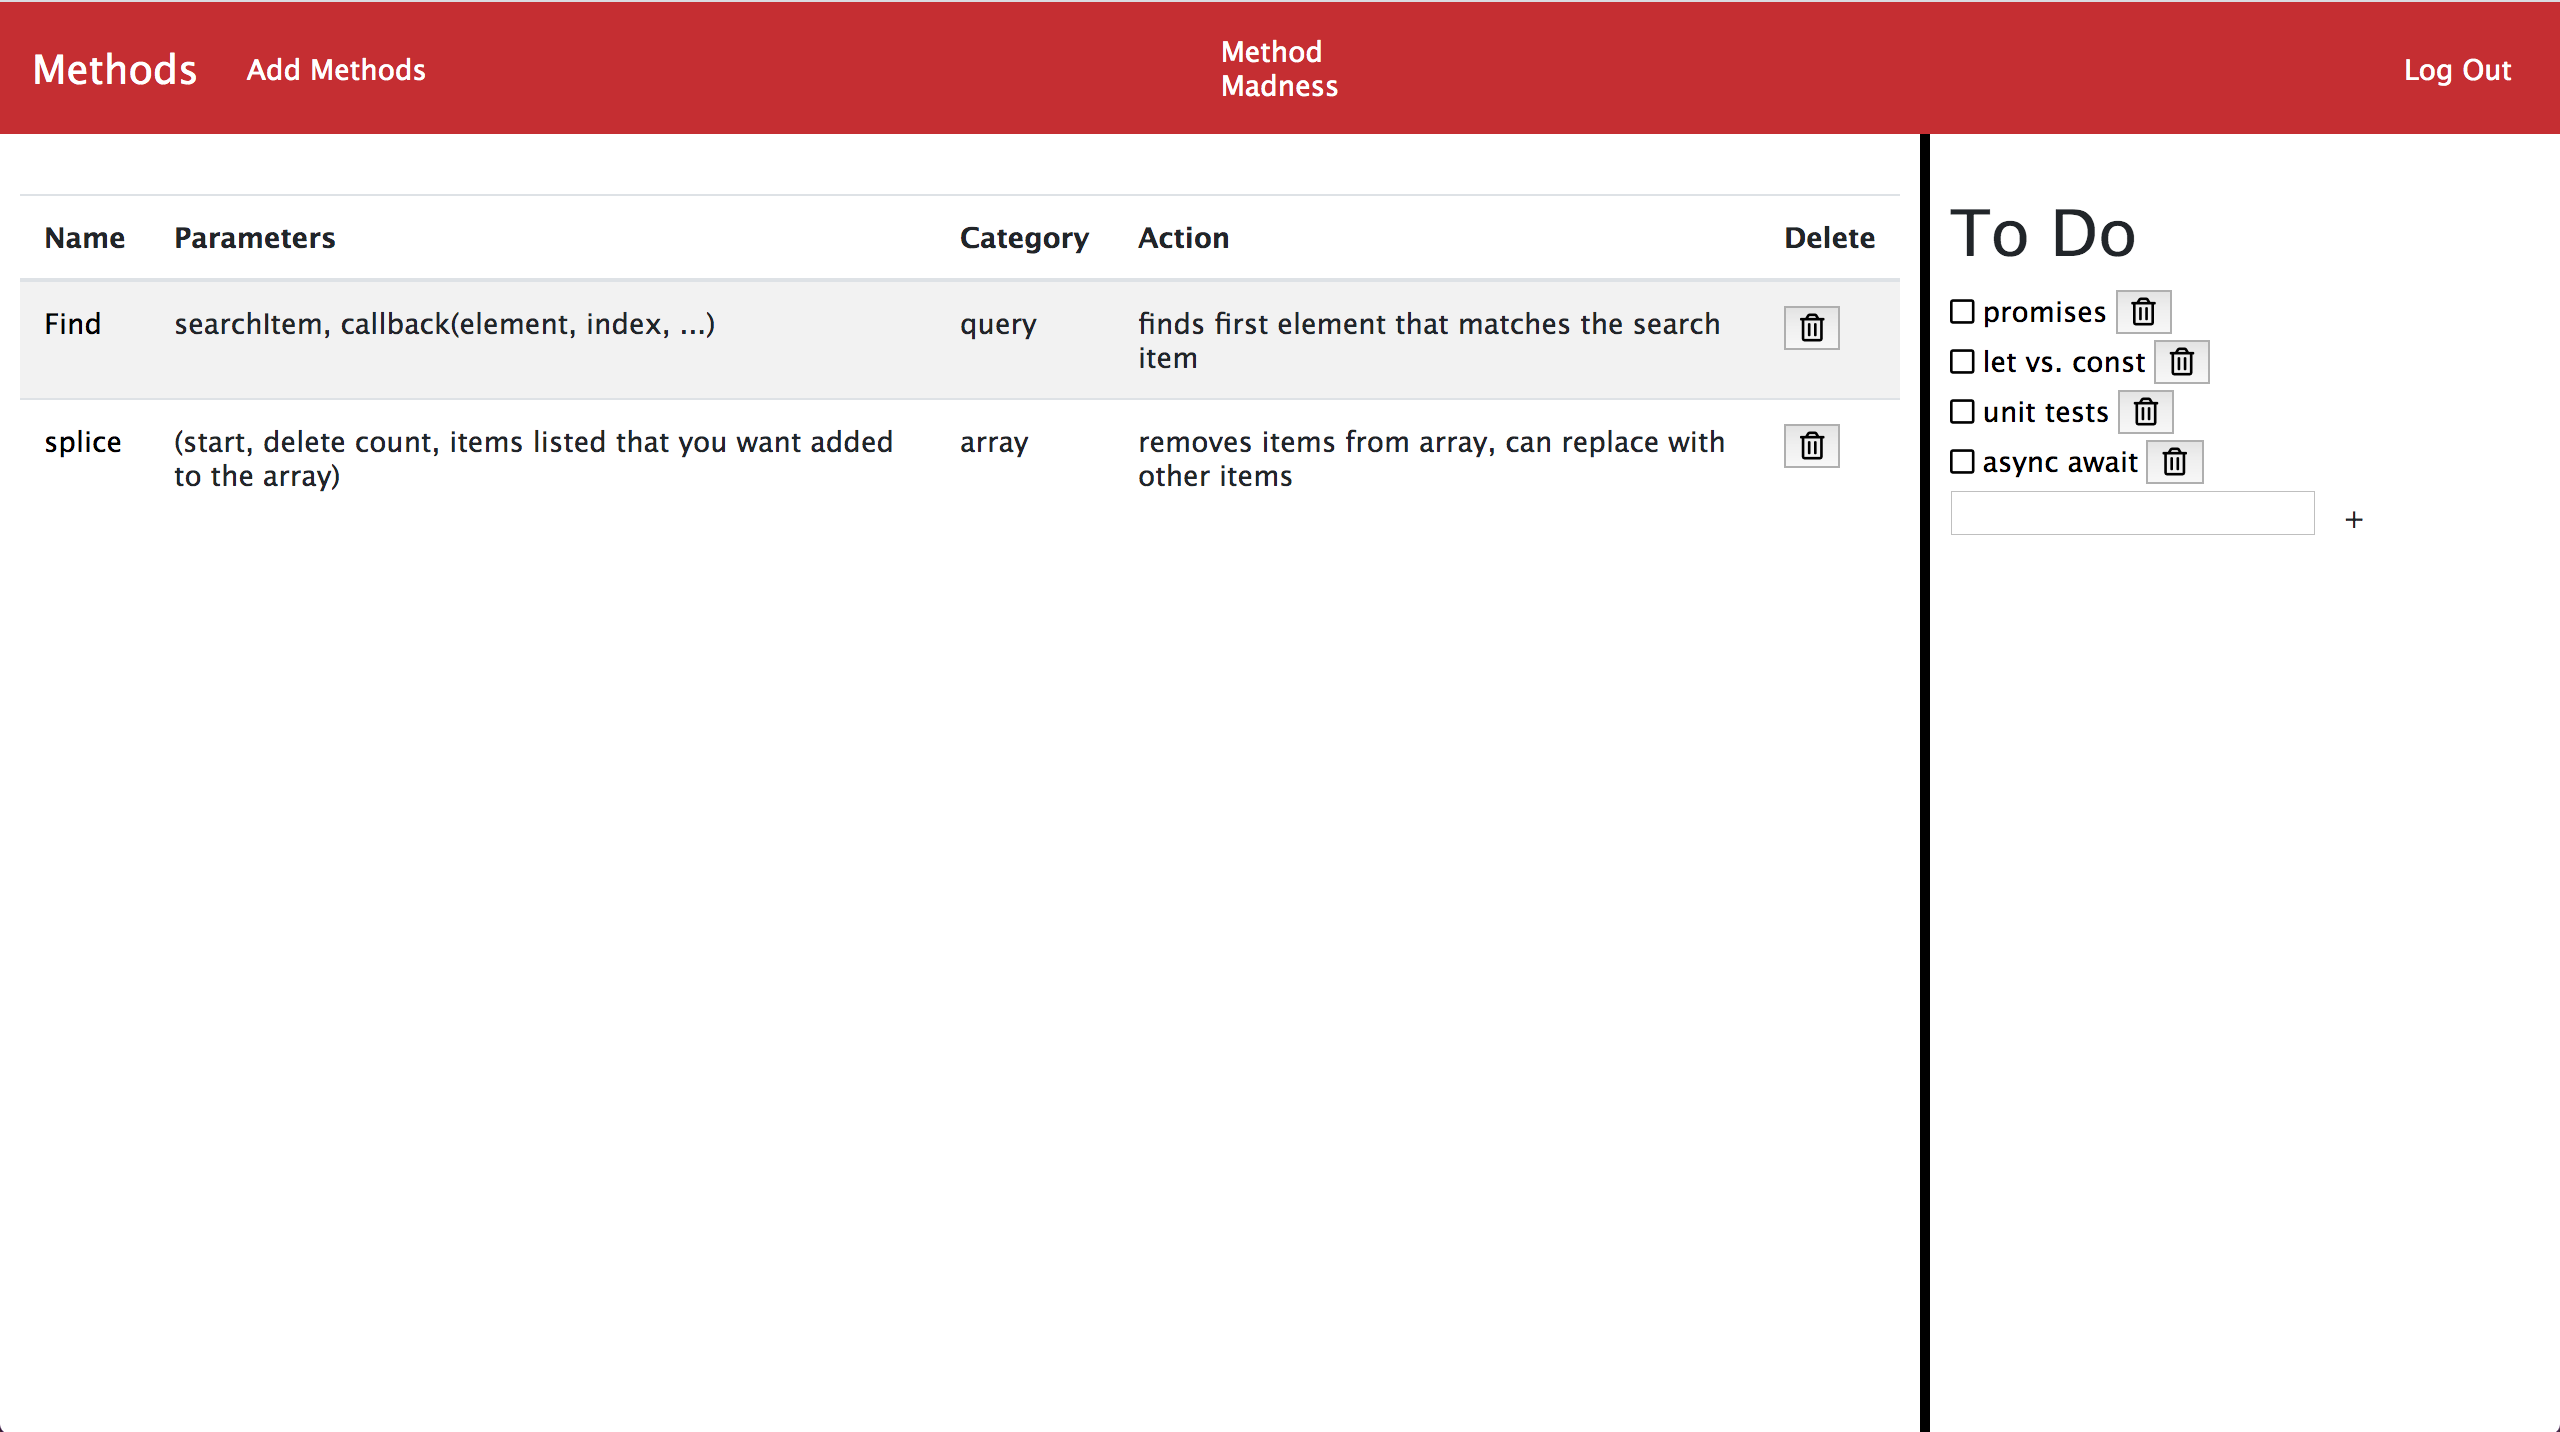 Methods Add Methods Method Madness Log Out
Name Parameters Category Action Delete
Find searchItem, callback(element, index, ...) query finds first element that matches the search
item
splice (start, delete count, items listed that you want added array removes items from array, can replace with
to the array) other items
To Do
promises
let vs. const
unit tests
async await
+